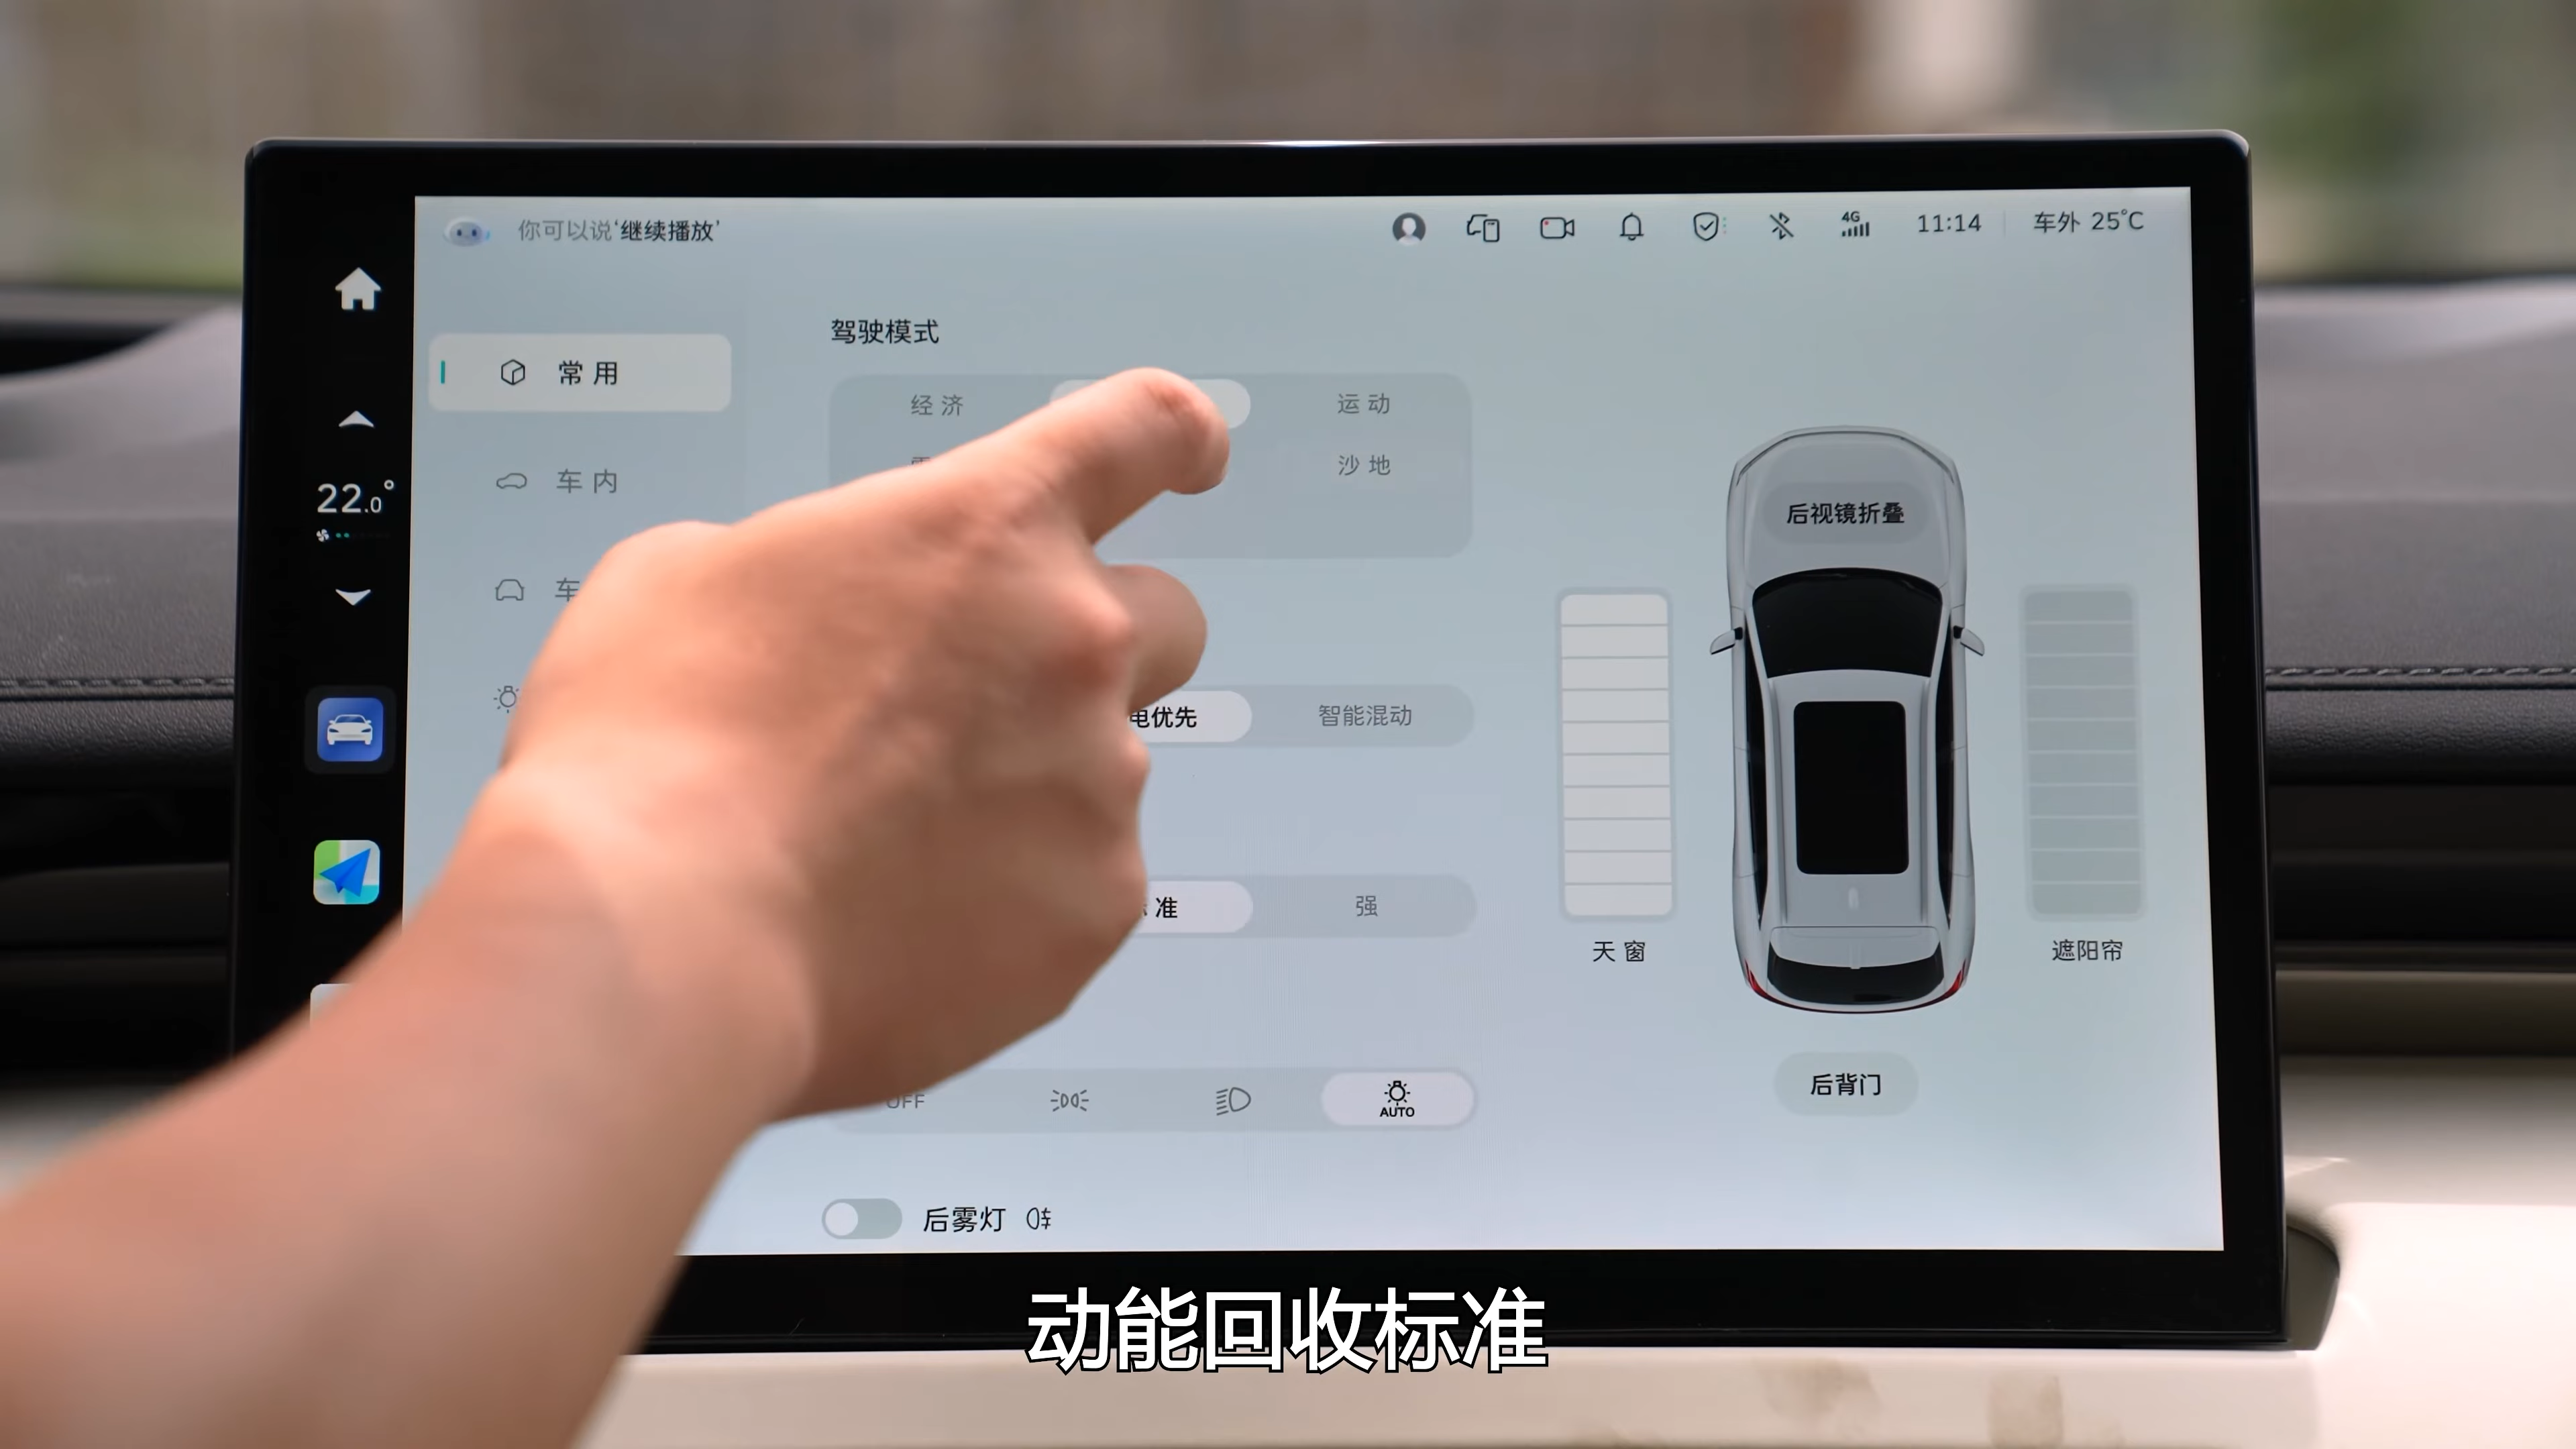 你可以说‘继续播放’
4G
11:14
车外 25°C
驾驶模式
常用
经济
运动
车内
沙地
22.0°
后视镜折叠
车
电优先
智能混动
准
强
天窗
遮阳帘
OFF
AUTO
后背门
后雾灯
动能回收标准